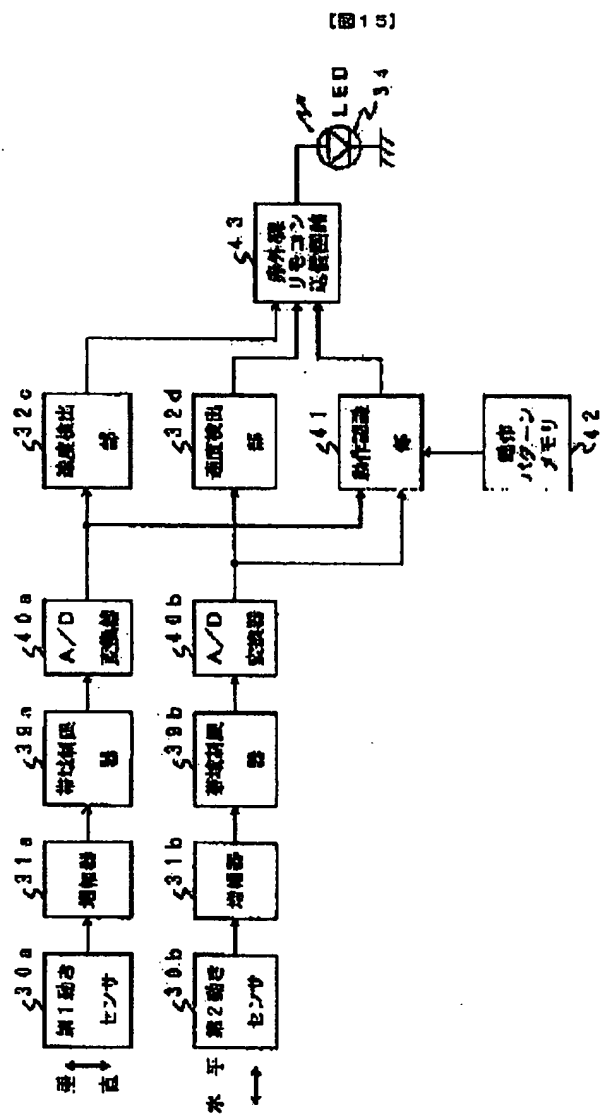 【図15】
垂直
水平
30a
第1動き
センサ
31a
増幅器
39a
帯域制限
器
40a
A/D
変換器
32c
速度検出
部
30b
第2動き
センサ
31b
増幅器
39b
帯域制限
器
40b
A/D
変換器
32d
速度検出
部
41
動作認識
部
動作
パターン
メモリ
42
43
赤外線
リモコン
送信回路
LED
34